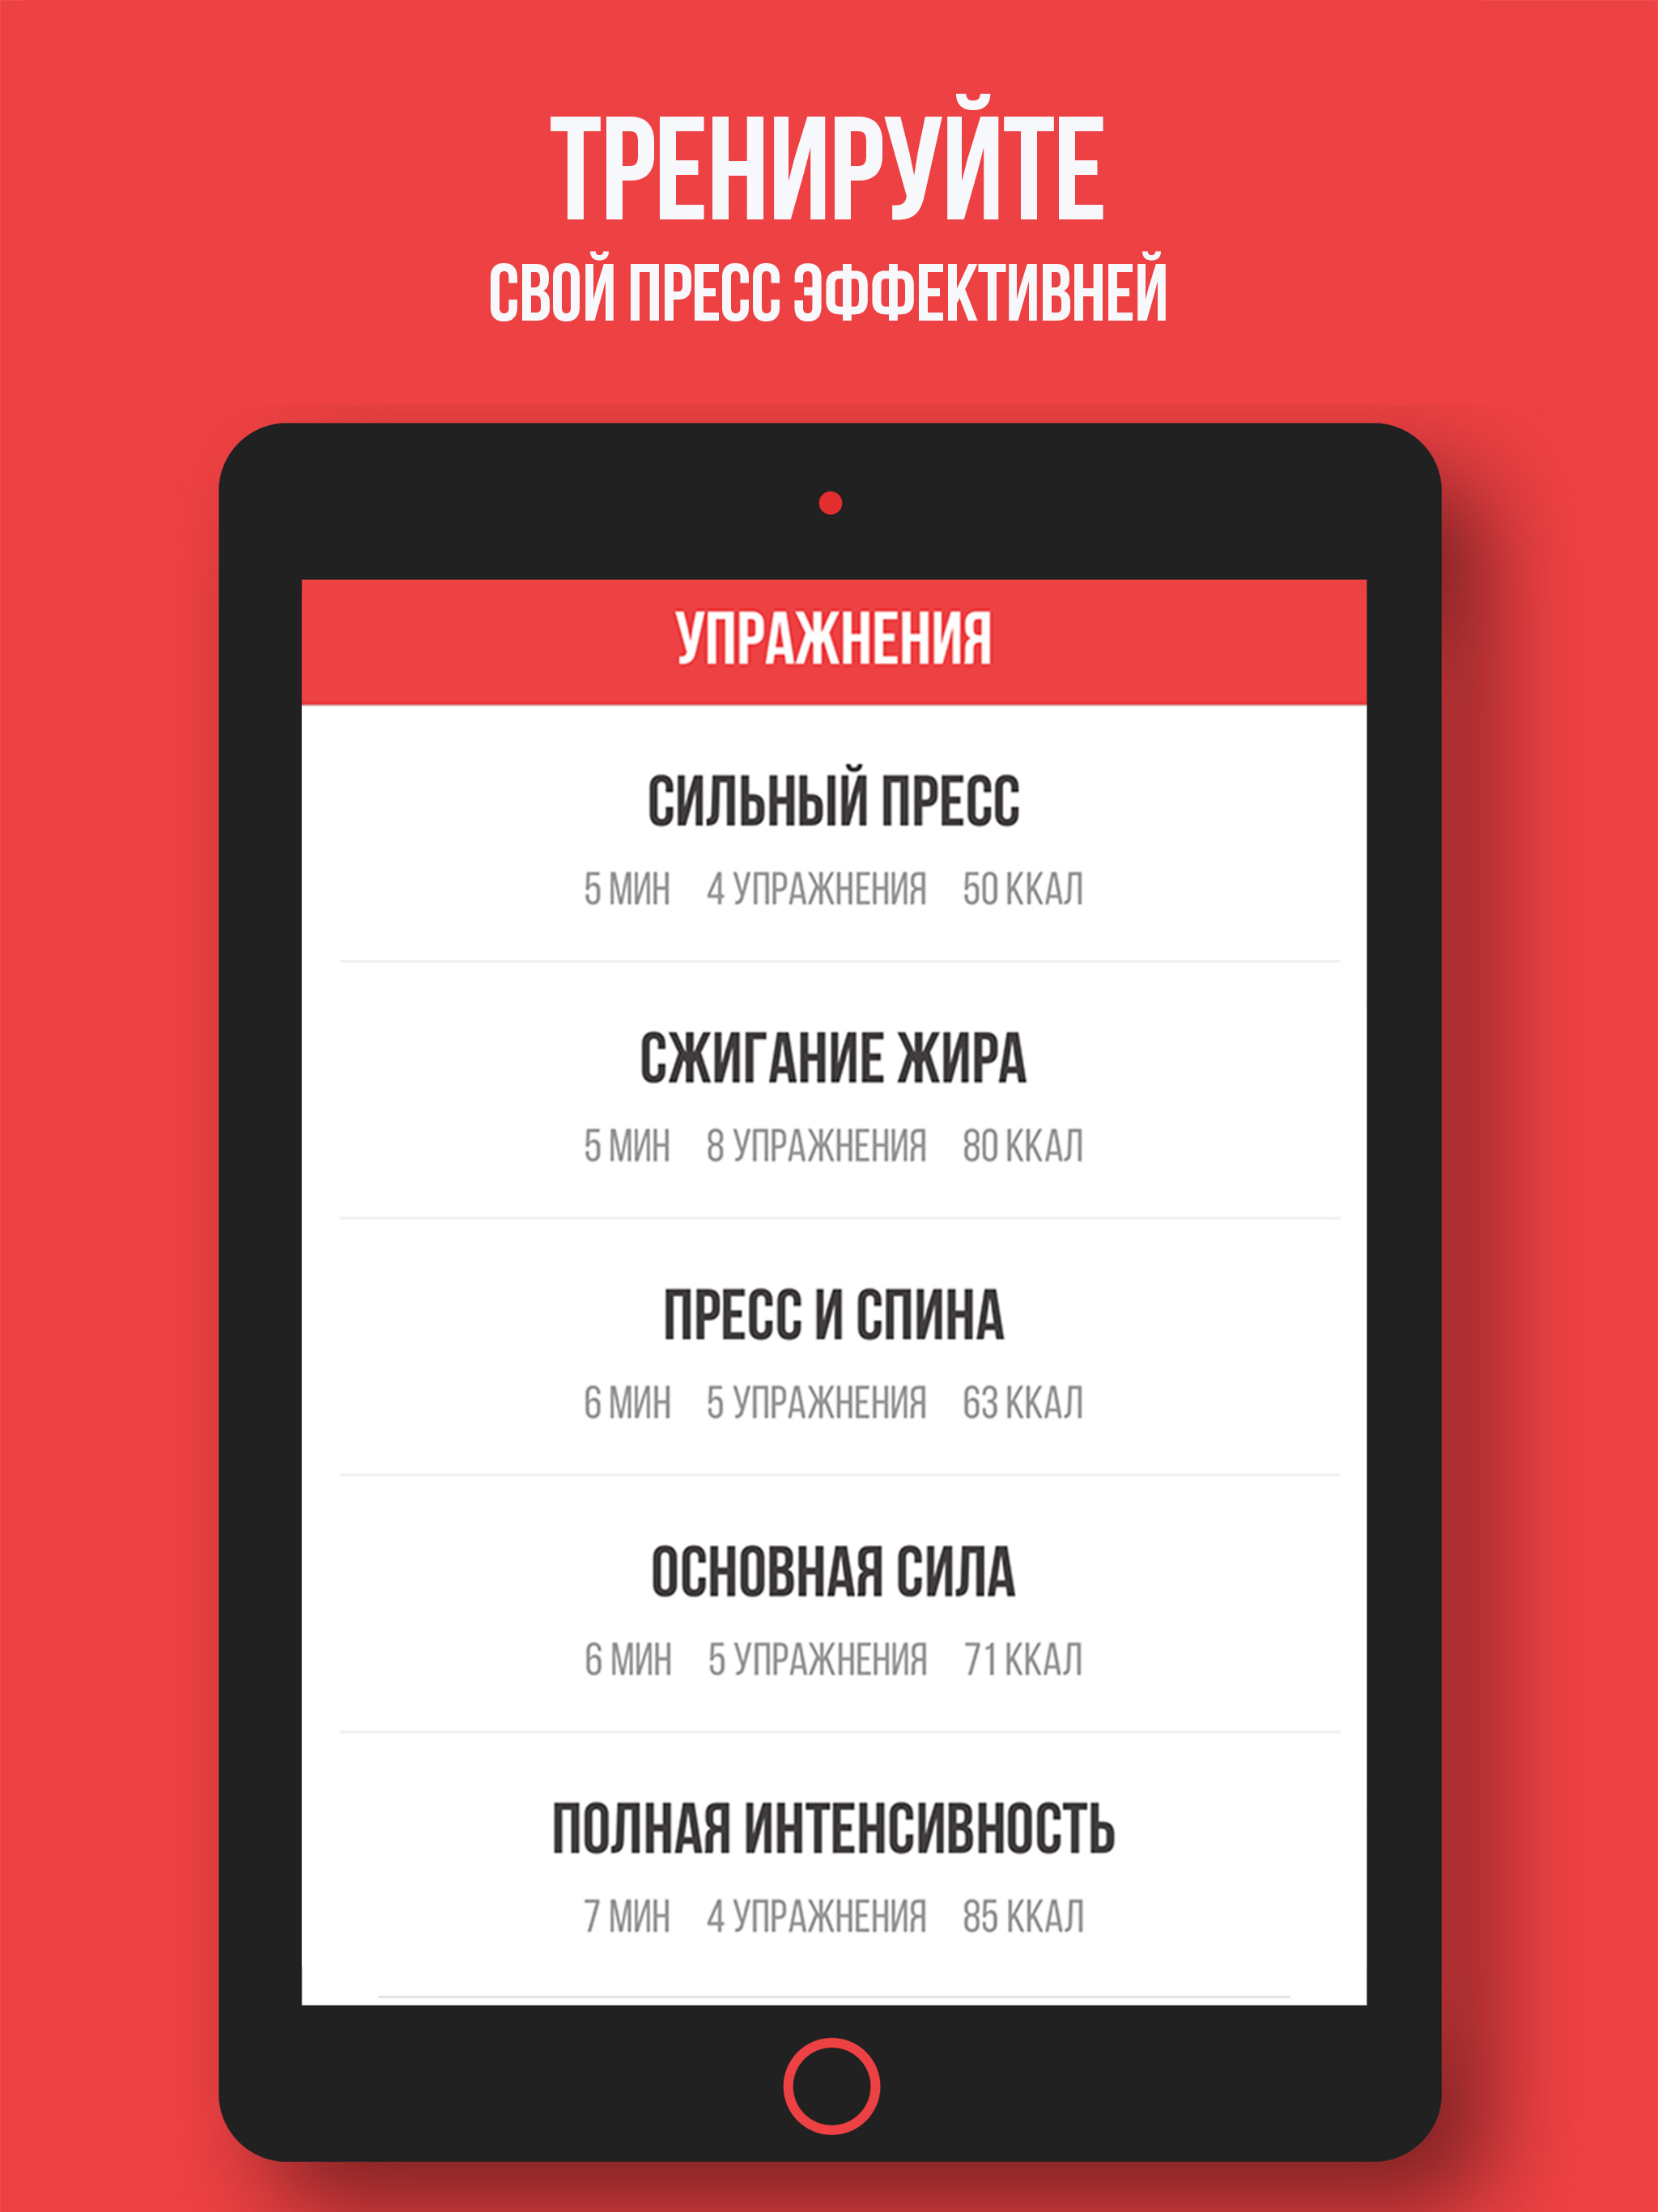 ТРЕНИРУЙТЕ
СВОЙ ПРЕСС ЭФФЕКТИВНЕЙ
УПРАЖНЕНИЯ
СИЛЬНЫЙ ПРЕСС
5 МИН 4 УПРАЖНЕНИЯ 50 ККАЛ
СЖИГАНИЕ ЖИРА
5 МИН 8 УПРАЖНЕНИЯ 80 ККАЛ
ПРЕСС И СПИНА
6 МИН 5 УПРАЖНЕНИЯ 63 ККАЛ
ОСНОВНАЯ СИЛА
6 МИН 5 УПРАЖНЕНИЯ 71 ККАЛ
ПОЛНАЯ ИНТЕНСИВНОСТЬ
7 МИН 4 УПРАЖНЕНИЯ 85 ККАЛ